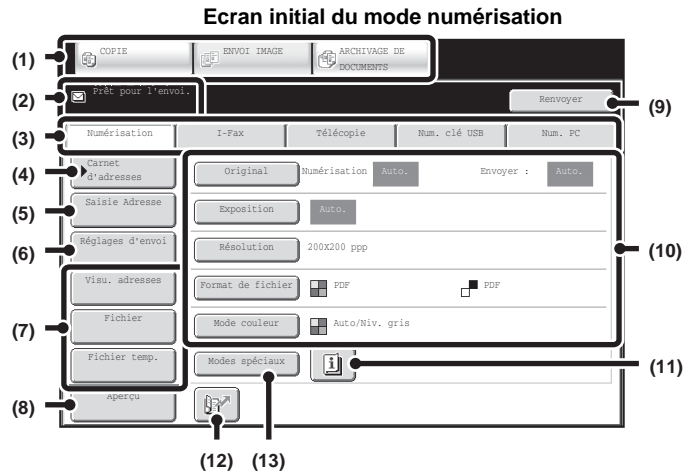 Ecran initial du mode numérisation
(1)
COPIE
ENVOI IMAGE
ARCHIVAGE DE
DOCUMENTS
(2)
Prêt pour l'envoi.
Renvoyer
(9)
(3)
Numérisation
I-Fax
Télécopie
Num. clé USB
Num. PC
(4)
Carnet
d'adresses
Original
Numérisation
Auto.
Envoyer :
Auto.
(5)
Saisie Adresse
Exposition
Auto.
(6)
Réglages d'envoi
Résolution
200X200 ppp
(10)
(7)
Visu. adresses
Format de fichier
PDF
PDF
Fichier
Mode couleur
Auto/Niv. gris
Fichier temp.
Modes spéciaux
(11)
(8)
Aperçu
(12)
(13)